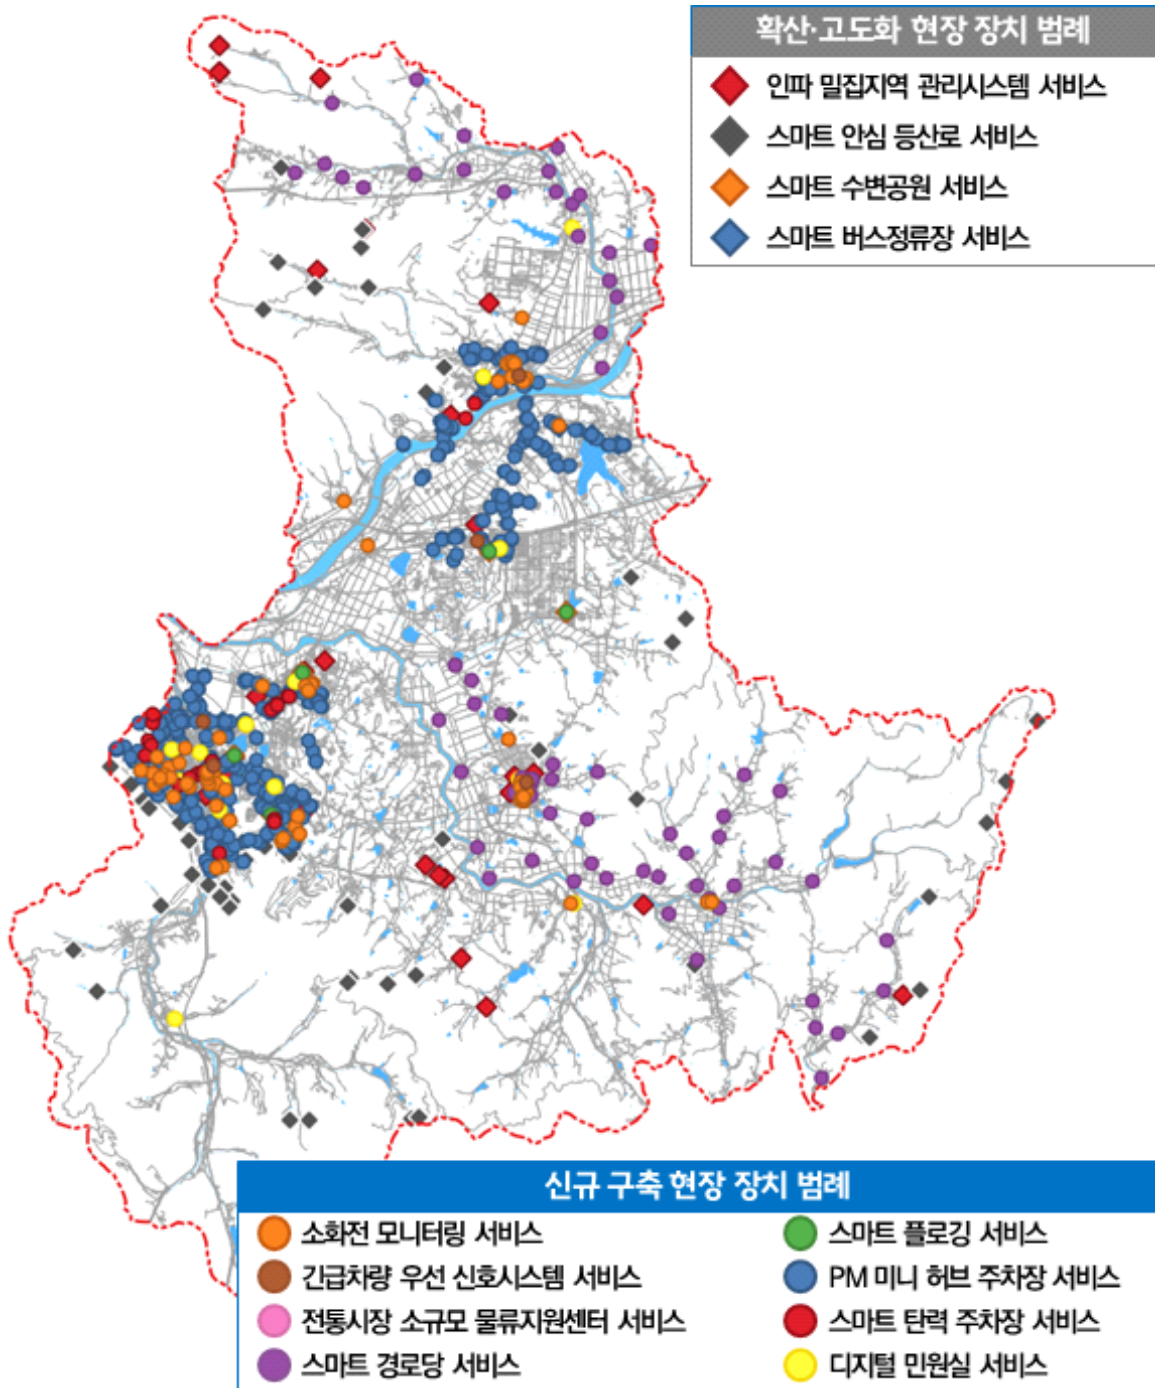 확산·고도화 현장 장치 범례
인파 밀집지역 관리시스템 서비스
스마트 안심 등산로 서비스
스마트 수변공원 서비스
스마트 버스정류장 서비스
신규 구축 현장 장치 범례
소화전 모니터링 서비스
긴급차량 우선 신호시스템 서비스
전통시장 소규모 물류지원센터 서비스
스마트 경로당 서비스
스마트 플로깅 서비스
PM 미니 허브 주차장 서비스
스마트 탄력 주차장 서비스
디지털 민원실 서비스